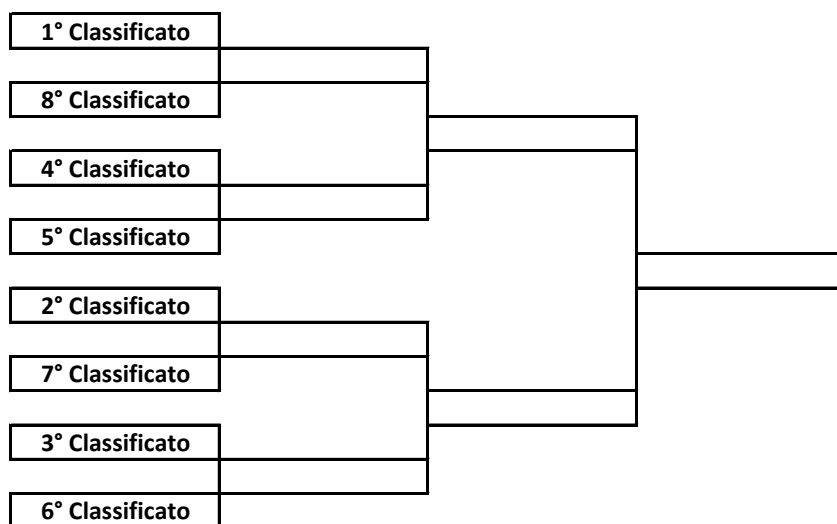 1° Classificato
8° Classificato
4° Classificato
5° Classificato
2° Classificato
7° Classificato
3° Classificato
6° Classificato